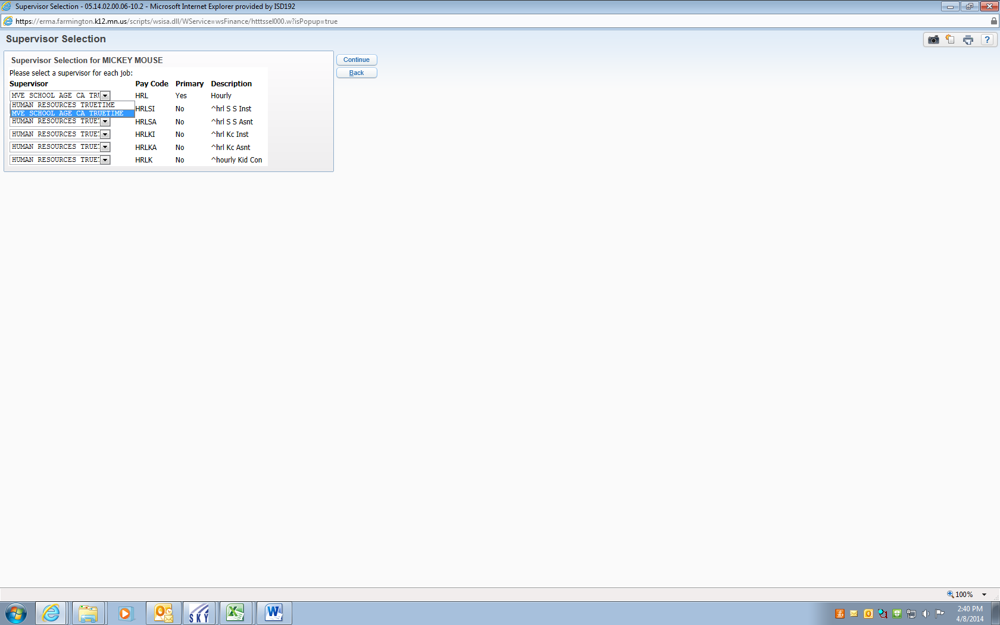 Supervisor Selection - 05.14.02.00.06-10.2 - Microsoft Internet Explorer provided by ISD192
https://erma.farmington.k12.mn.us/scripts/wsisa.dll/WService=wsFinance/htttssel000.w?isPopup=true
Supervisor Selection
?
Supervisor Selection for MICKEY MOUSE
Continue
Please select a supervisor for each job:
Back
Supervisor Pay Code Primary Description
MVE SCHOOL AGE CA TRU HRL Yes Hourly
HUMAN RESOURCES TRUETIME
HRLSI No ^hrl S S Inst
MVE SCHOOL AGE CA TRUETIME
HUMAN RESOURCES TRUET HRLSA No ^hrl S S Asnt
HUMAN RESOURCES TRUET HRLKI No ^hrl Kc Inst
HUMAN RESOURCES TRUET HRLKA No ^hrl Kc Asnt
HUMAN RESOURCES TRUET HRLK No ^hourly Kid Con
100%
SKY
2:40 PM
4/8/2014